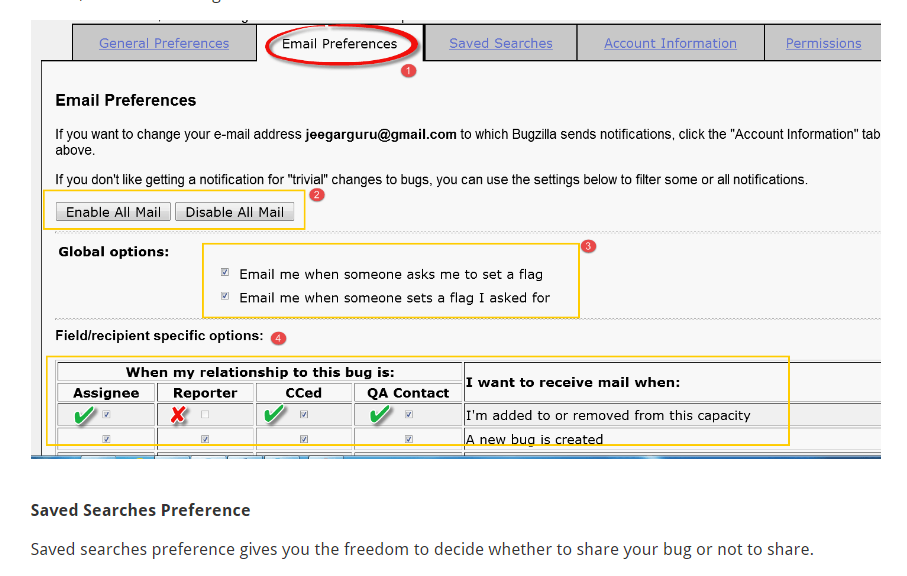 General Preferences Email Preferences Saved Searches Account Information Permissions
1
Email Preferences
If you want to change your e-mail address jeegarguru@gmail.com to which Bugzilla sends notifications, click the "Account Information" tab
above.
If you don't like getting a notification for "trivial" changes to bugs, you can use the settings below to filter some or all notifications.
2
Enable All Mail Disable All Mail
Global options:
3
Email me when someone asks me to set a flag
Email me when someone sets a flag I asked for
Field/recipient specific options: 4
When my relationship to this bug is:
I want to receive mail when:
Assignee Reporter CCed QA Contact
I'm added to or removed from this capacity
A new bug is created
Saved Searches Preference
Saved searches preference gives you the freedom to decide whether to share your bug or not to share.